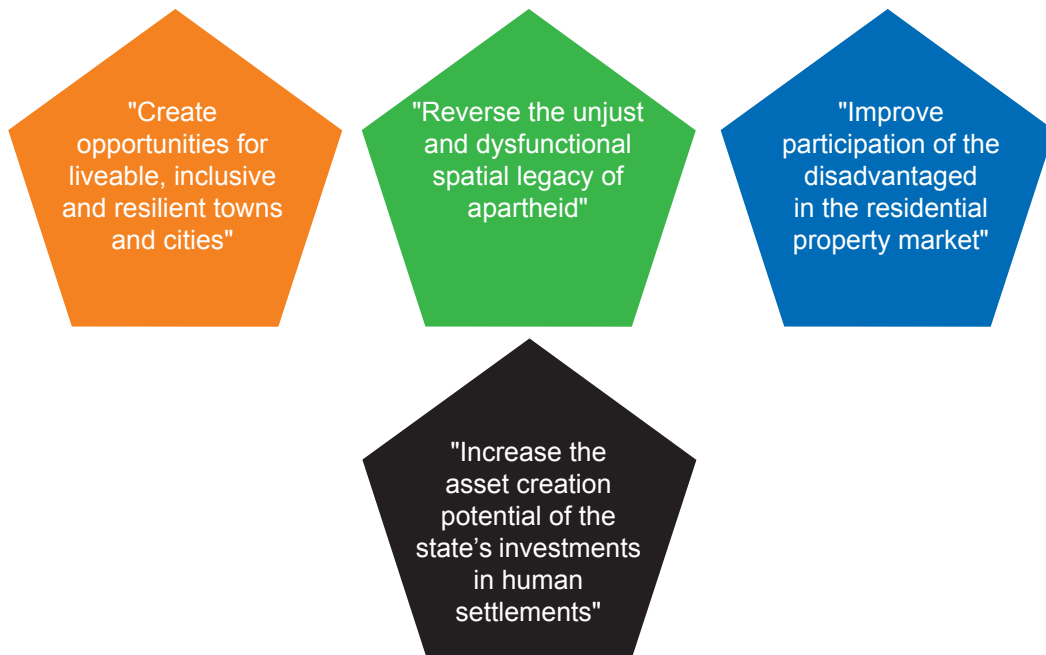 "Create
opportunities for
liveable, inclusive
and resilient towns
and cities"
"Reverse the unjust
and dysfunctional
spatial legacy of
apartheid"
"Improve
participation of the
disadvantaged
in the residential
property market"
"Increase the
asset creation
potential of the
state’s investments
in human
settlements"